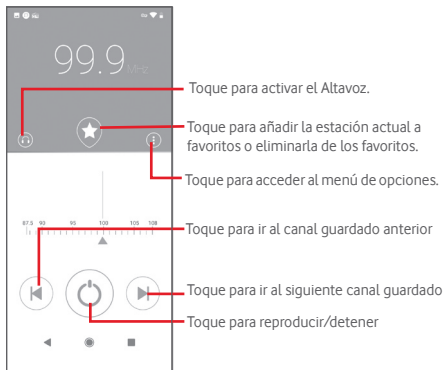 99.9 MHz
Toque para activar el Altavoz.
Toque para añadir la estación actual a
favoritos o eliminarla de los favoritos.
Toque para acceder al menú de opciones.
87.5 90 95 100 105 108
Toque para ir al canal guardado anterior
Toque para ir al siguiente canal guardado
Toque para reproducir/detener